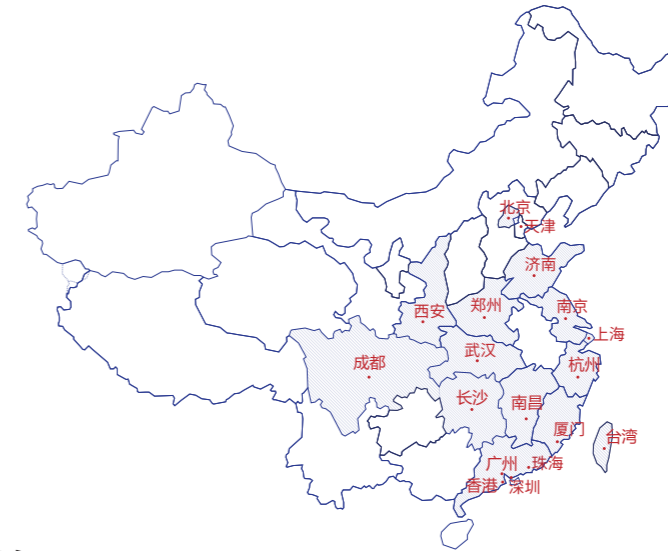 北京
天津
济南
郑州
南京
西安
上海
武汉
成都
杭州
长沙
南昌
厦门
台湾
广州
珠海
香港
深圳